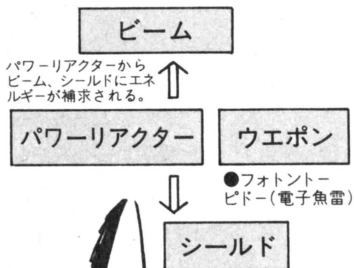 ビーム
パワーリアクターから
ビーム、シールドにエネ
ルギーが補求される。
パワーリアクター
ウエポン
●フォトントー
ピドー(電子魚雷)
シールド